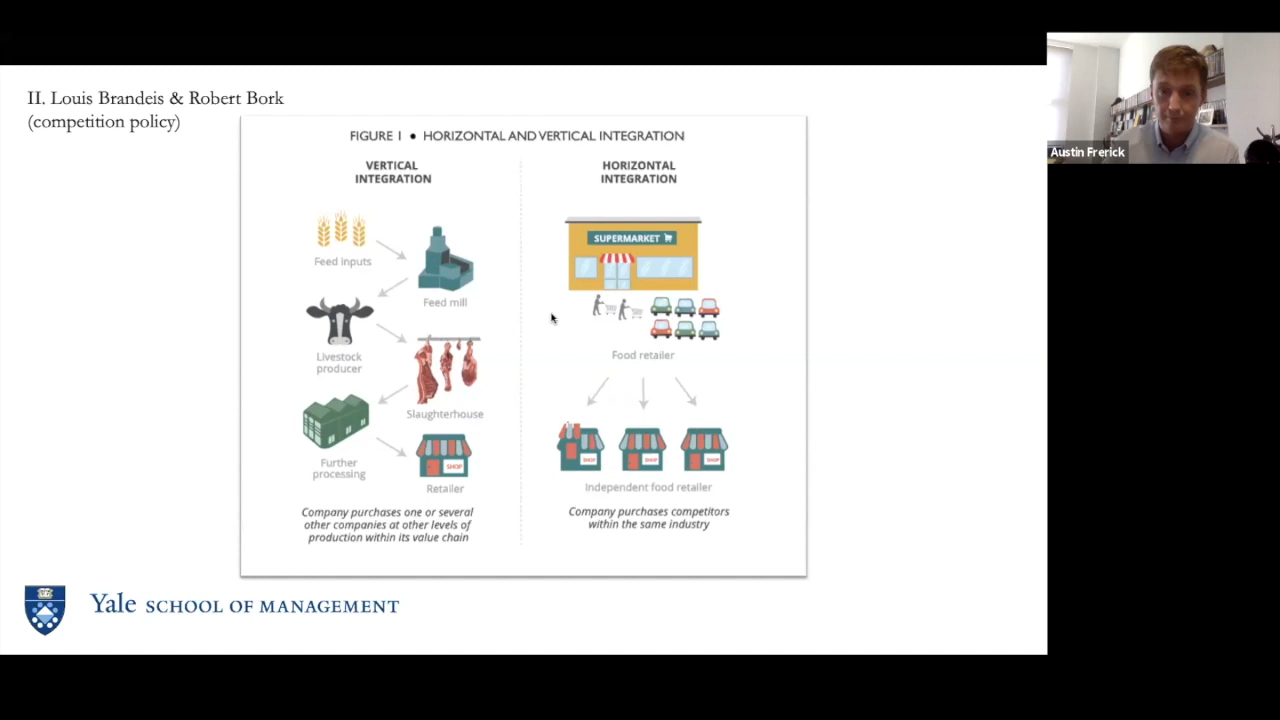 II. Louis Brandeis & Robert Bork
(competition policy)
FIGURE 1 • HORIZONTAL AND VERTICAL INTEGRATION
VERTICAL
INTEGRATION
Feed inputs
Feed mill
Livestock
producer
Slaughterhouse
Further
processing
SHOP
Retailer
Company purchases one or several
other companies at other levels of
production within its value chain
HORIZONTAL
INTEGRATION
SUPERMARKET
Food retailer
SHOP
SHOP
SHOP
Independent food retailer
Company purchases competitors
within the same industry
Yale SCHOOL OF MANAGEMENT
Austin Frerick